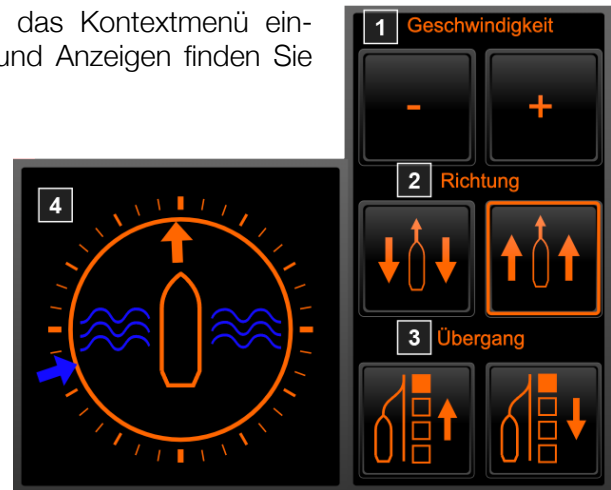 das Kontextmenü ein-
und Anzeigen finden Sie
1 Geschwindigkeit
- +
2 Richtung
3 Übergang
4